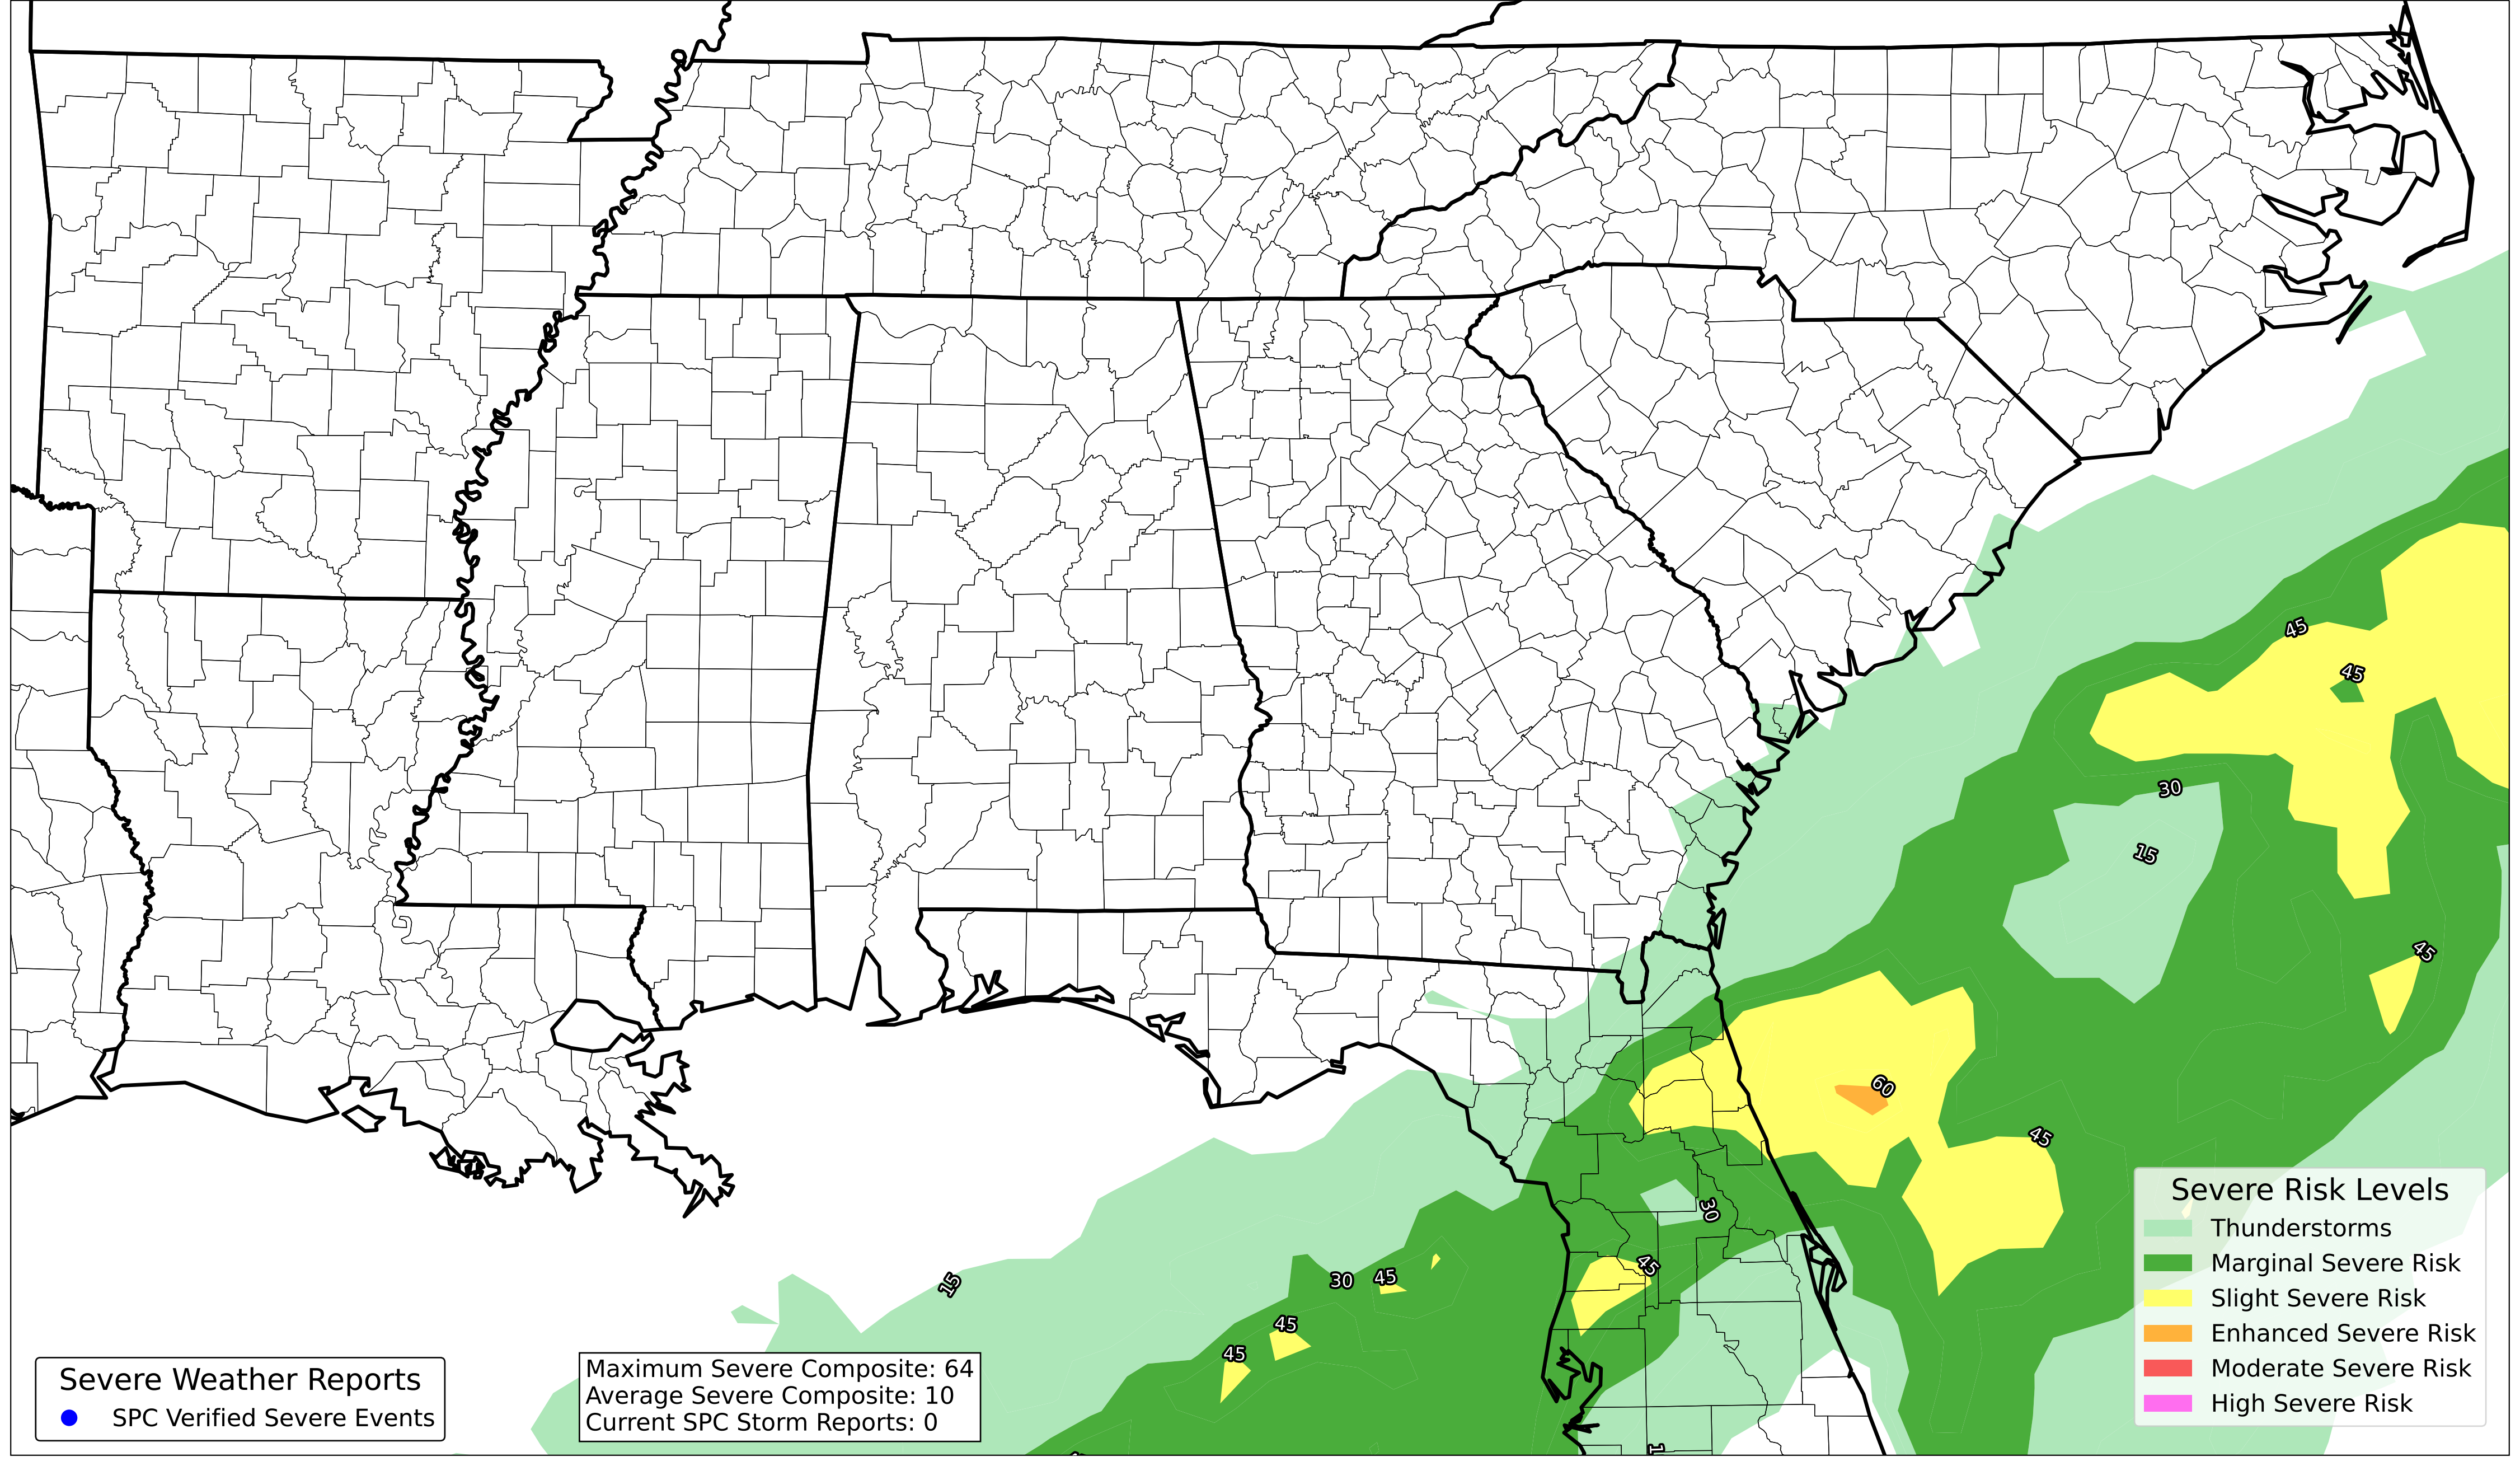 45
45
30
15
45
60
45
30
45
15
30
45
45
45
Severe Risk Levels
Thunderstorms
Marginal Severe Risk
Slight Severe Risk
Enhanced Severe Risk
Moderate Severe Risk
High Severe Risk
Severe Weather Reports
SPC Verified Severe Events
Maximum Severe Composite: 64
Average Severe Composite: 10
Current SPC Storm Reports: 0